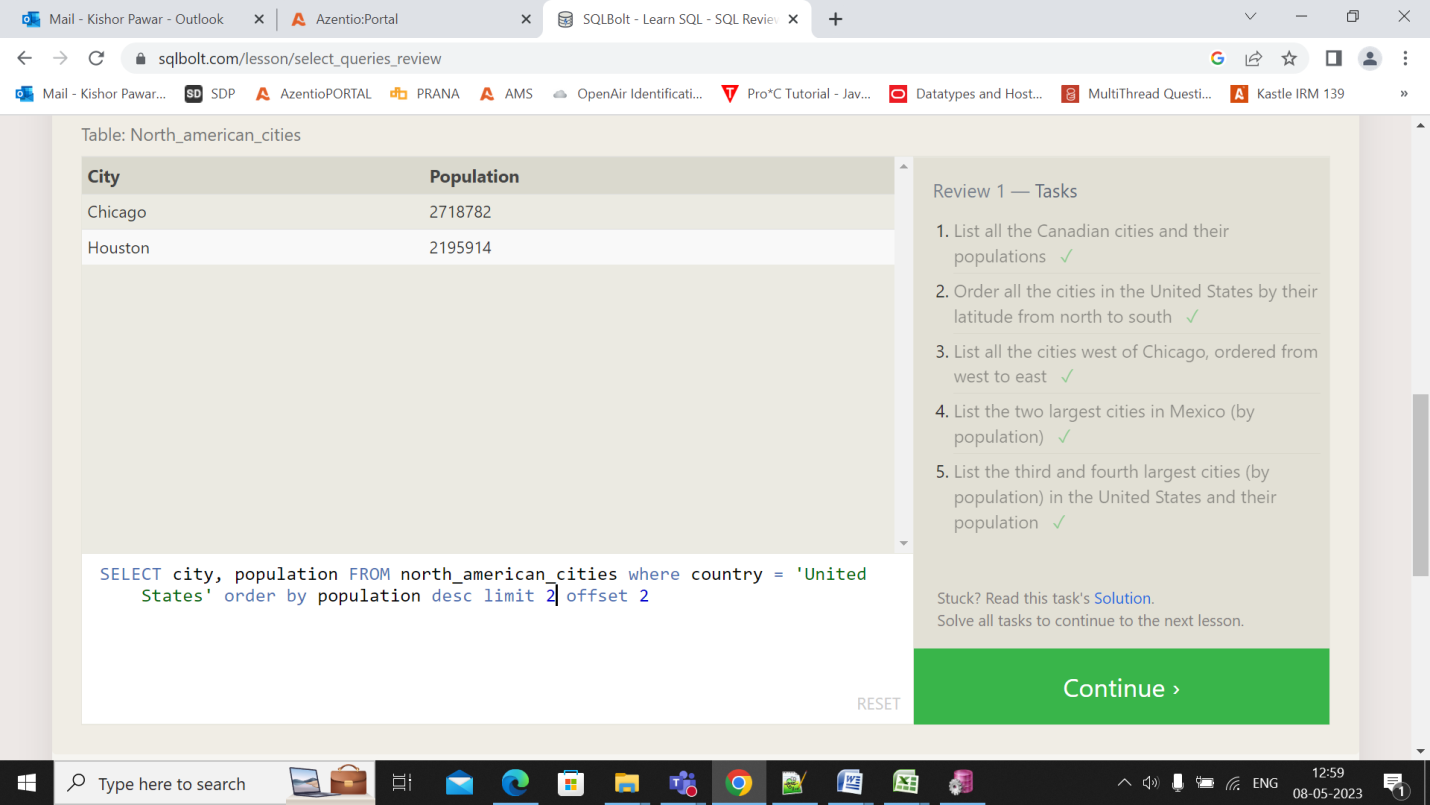 Mail - Kishor Pawar - Outlook
Azentio:Portal
SQLBolt - Learn SQL - SQL Review
sqlbolt.com/lesson/select_queries_review
Mail - Kishor Pawar...
SD SDP
AzentioPORTAL
PRANA
AMS
OpenAir Identificati...
Pro*C Tutorial - Jav...
Datatypes and Host...
MultiThread Questi...
Kastle IRM 139
»
Table: North_american_cities
City Population
Chicago 2718782
Houston 2195914
Review 1 — Tasks
1. List all the Canadian cities and their
populations ✓
2. Order all the cities in the United States by their
latitude from north to south ✓
3. List all the cities west of Chicago, ordered from
west to east ✓
4. List the two largest cities in Mexico (by
population) ✓
5. List the third and fourth largest cities (by
population) in the United States and their
population ✓
SELECT city, population FROM north_american_cities where country = 'United
States' order by population desc limit 2 offset 2
RESET
Stuck? Read this task's Solution.
Solve all tasks to continue to the next lesson.
Continue ›
Type here to search
ENG
12:59
08-05-2023
1